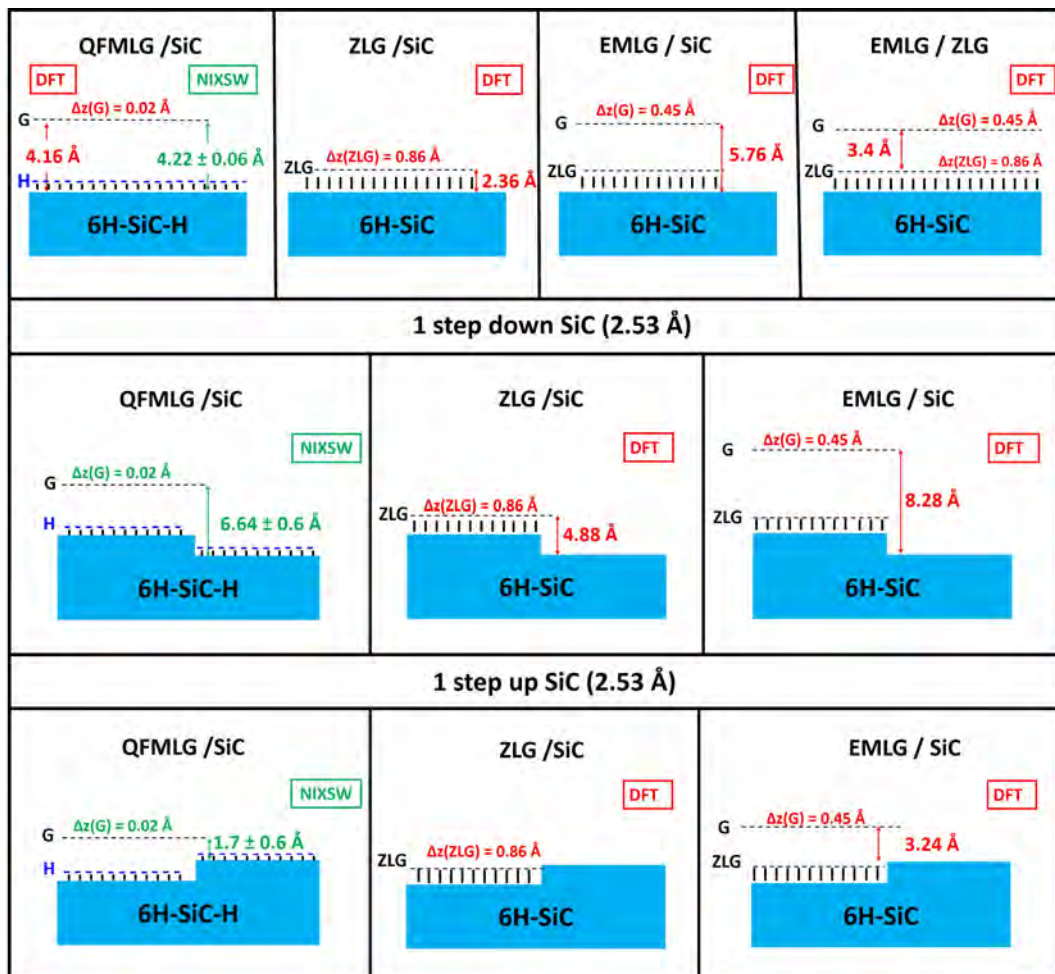 QFMLG /SiC
DFT
NIXSW
Δz(G) = 0.02 Å
G
4.16 Å
4.22 ± 0.06 Å
H
6H-SiC-H
ZLG /SiC
DFT
Δz(ZLG) = 0.86 Å
ZLG
2.36 Å
6H-SiC
EMLG / SiC
DFT
Δz(G) = 0.45 Å
G
5.76 Å
ZLG
6H-SiC
EMLG / ZLG
DFT
Δz(G) = 0.45 Å
G
3.4 Å
Δz(ZLG) = 0.86 Å
ZLG
6H-SiC
1 step down SiC (2.53 Å)
QFMLG /SiC
NIXSW
Δz(G) = 0.02 Å
G
H
6.64 ± 0.6 Å
6H-SiC-H
ZLG /SiC
DFT
Δz(ZLG) = 0.86 Å
ZLG
4.88 Å
6H-SiC
EMLG / SiC
DFT
Δz(G) = 0.45 Å
G
8.28 Å
ZLG
6H-SiC
1 step up SiC (2.53 Å)
QFMLG /SiC
NIXSW
Δz(G) = 0.02 Å
G
1.7 ± 0.6 Å
H
6H-SiC-H
ZLG /SiC
DFT
Δz(ZLG) = 0.86 Å
ZLG
6H-SiC
EMLG / SiC
DFT
Δz(G) = 0.45 Å
G
3.24 Å
ZLG
6H-SiC